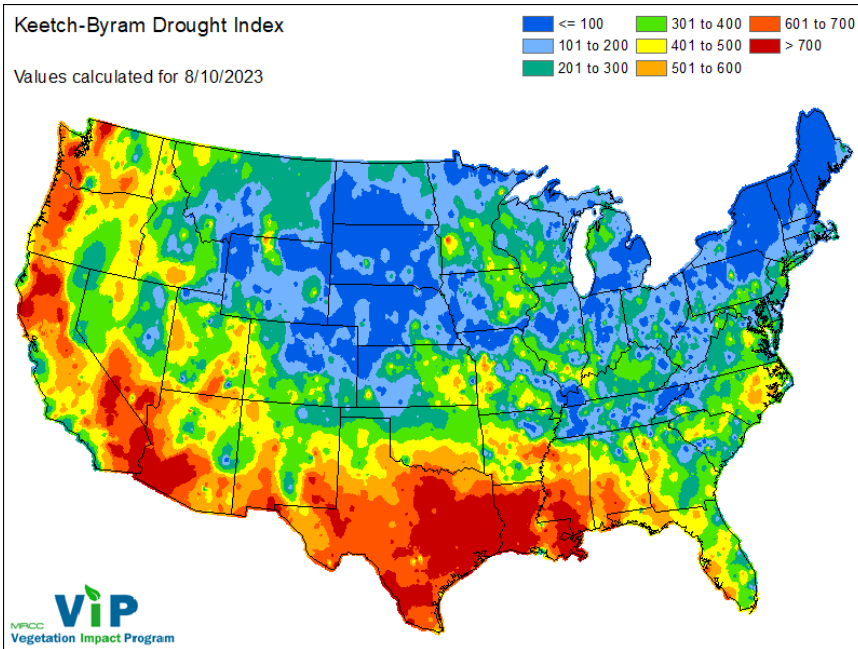 Keetch-Byram Drought Index
Values calculated for 8/10/2023
<= 100
101 to 200
201 to 300
301 to 400
401 to 500
501 to 600
601 to 700
> 700
MRCC ViP
Vegetation Impact Program